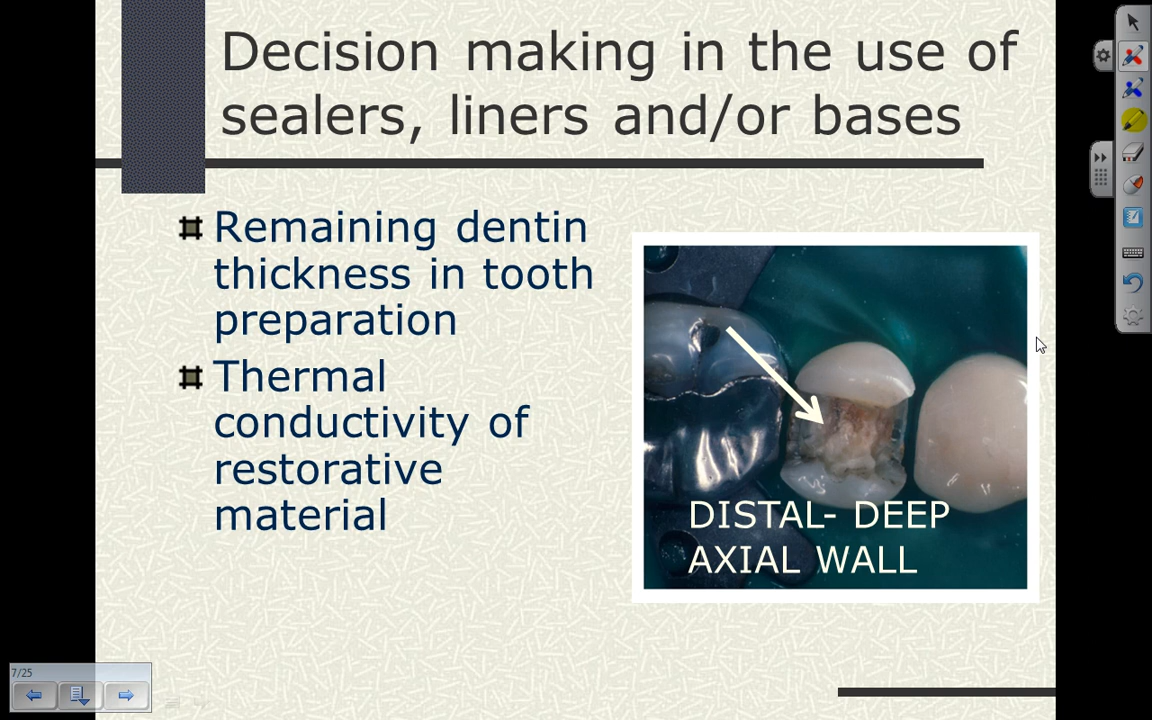 Decision making in the use of
sealers, liners and/or bases
Remaining dentin
thickness in tooth
preparation
Thermal
conductivity of
restorative
material
DISTAL- DEEP
AXIAL WALL
7/25